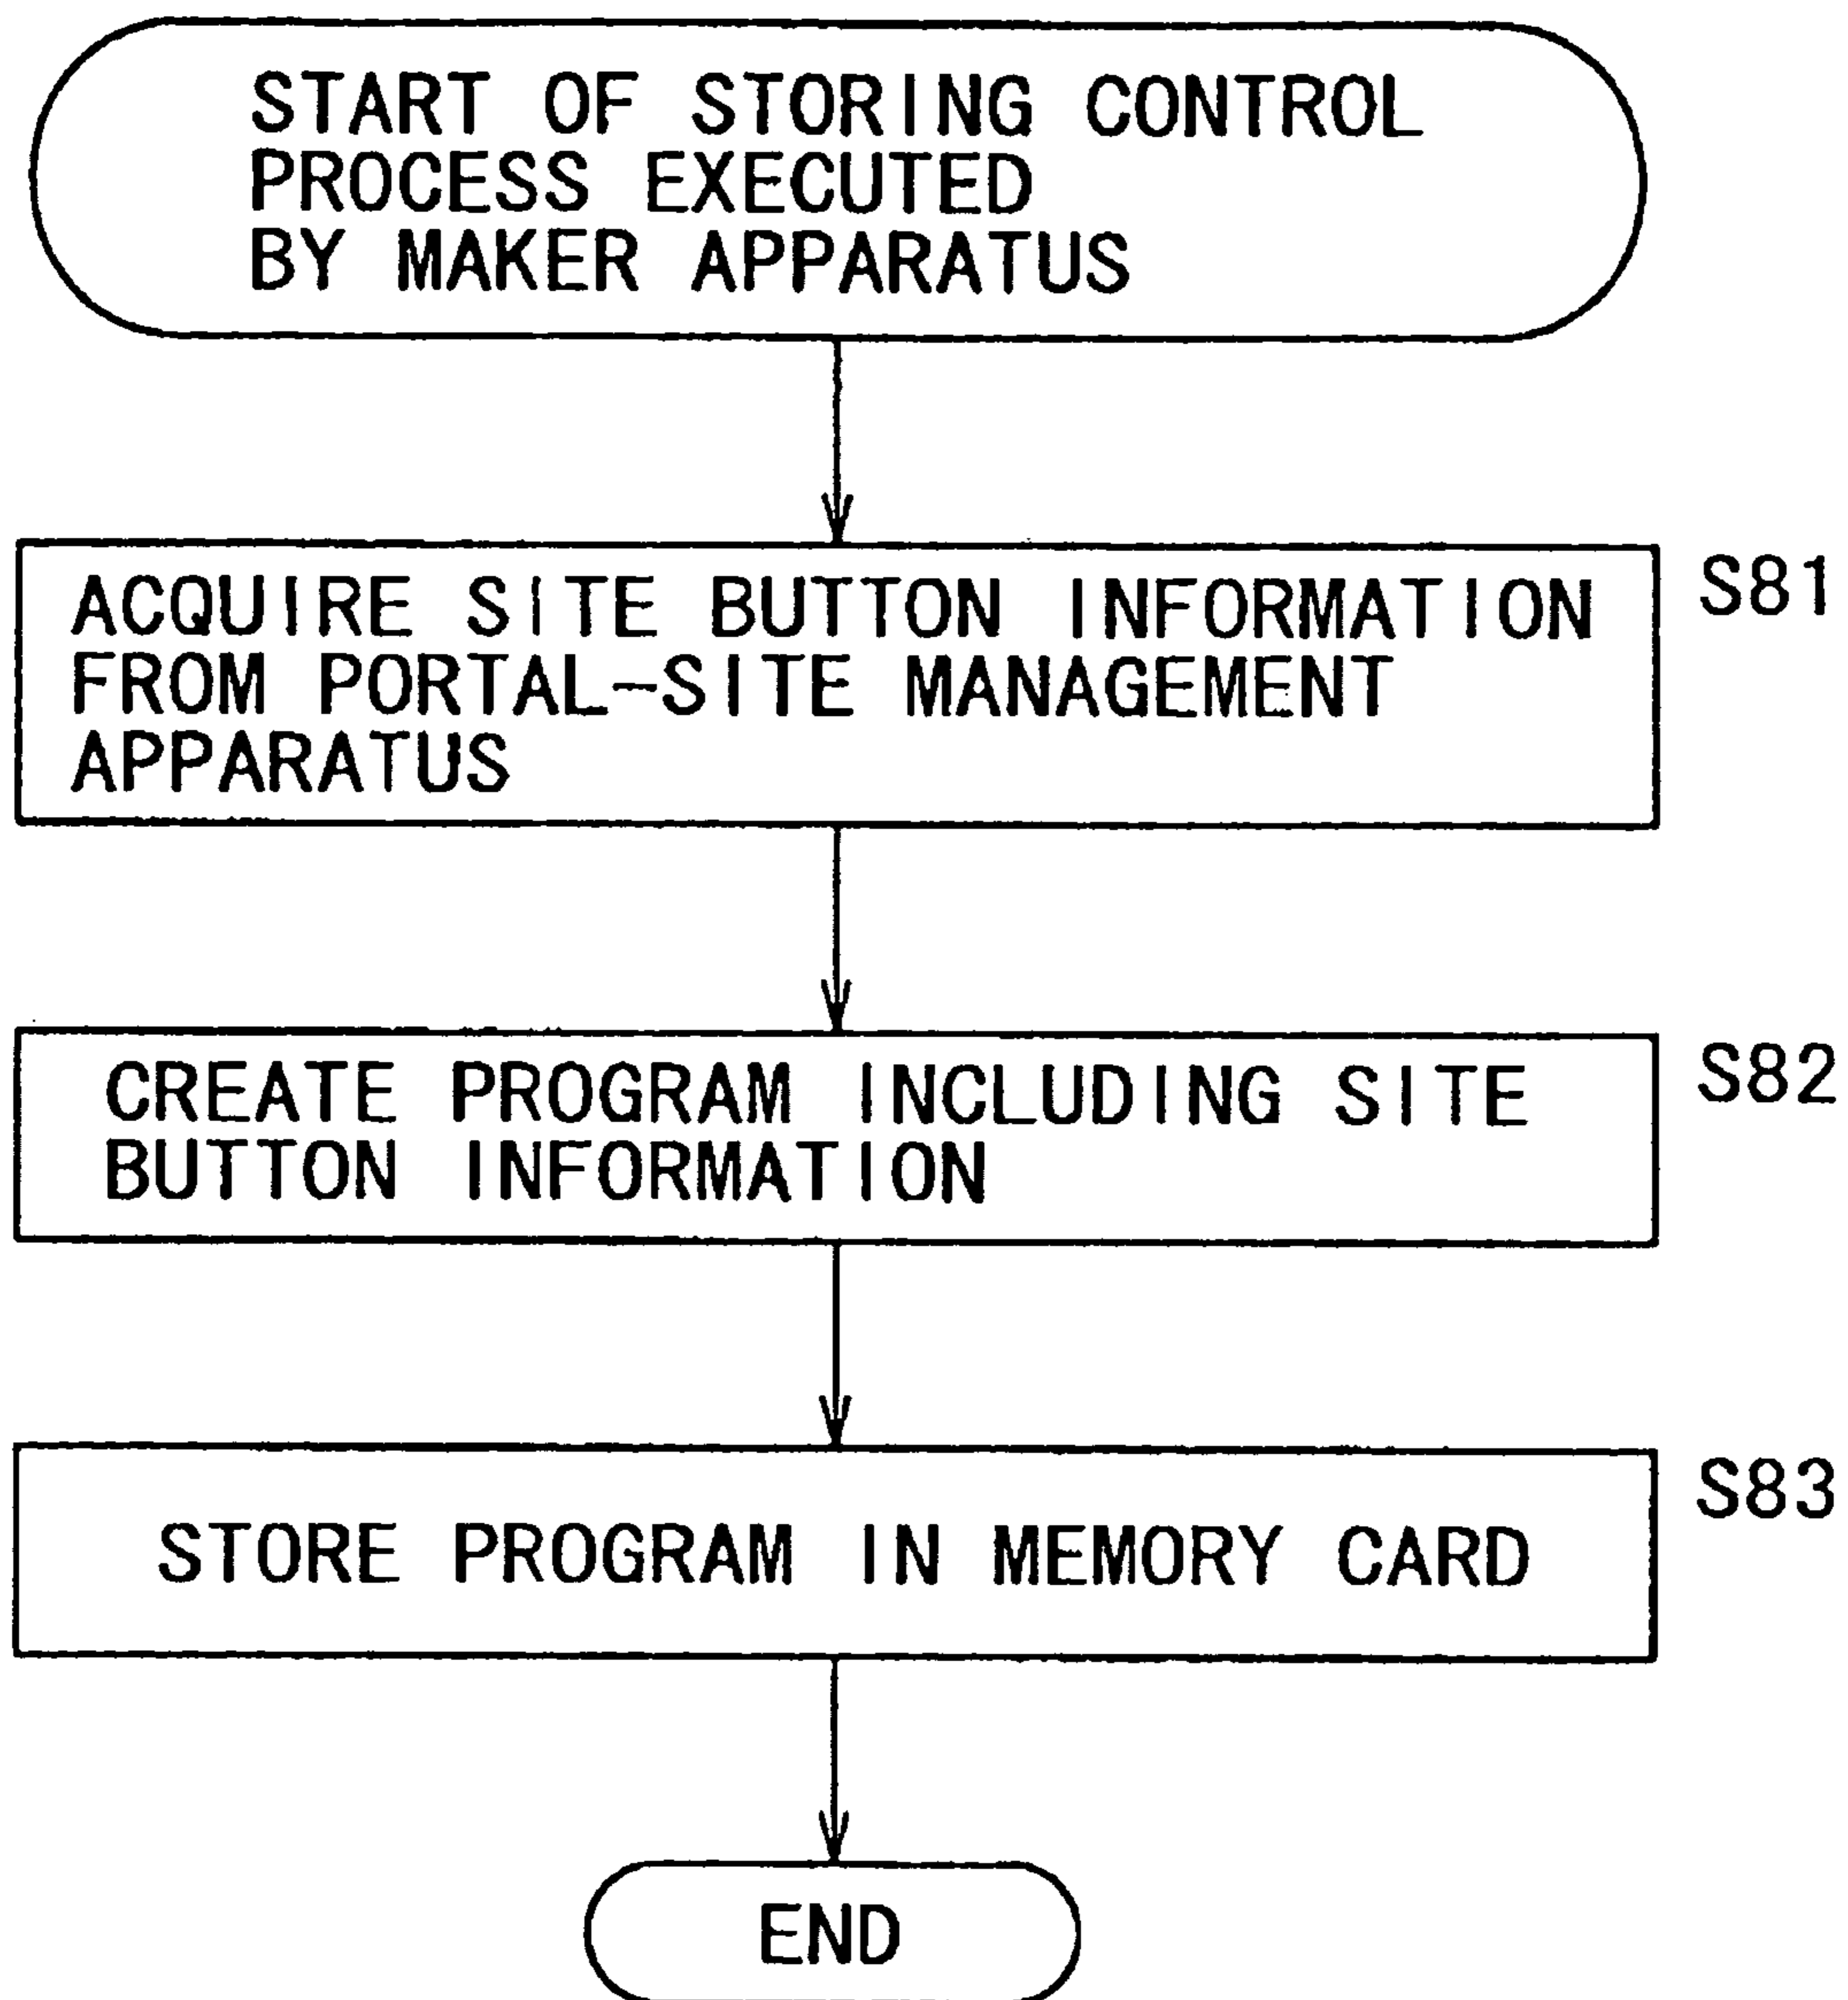 START OF STORING CONTROL
PROCESS EXECUTED
BY MAKER APPARATUS
ACQUIRE SITE BUTTON INFORMATION
FROM PORTAL-SITE MANAGEMENT
APPARATUS
S81
CREATE PROGRAM INCLUDING SITE
BUTTON INFORMATION
S82
STORE PROGRAM IN MEMORY CARD
S83
END